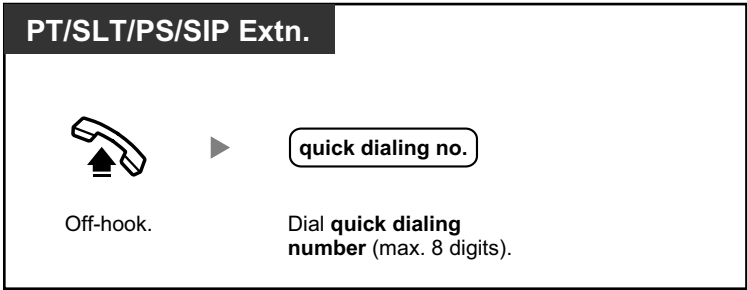 PT/SLT/PS/SIP Extn.
quick dialing no.
Off-hook.
Dial quick dialing
number (max. 8 digits).